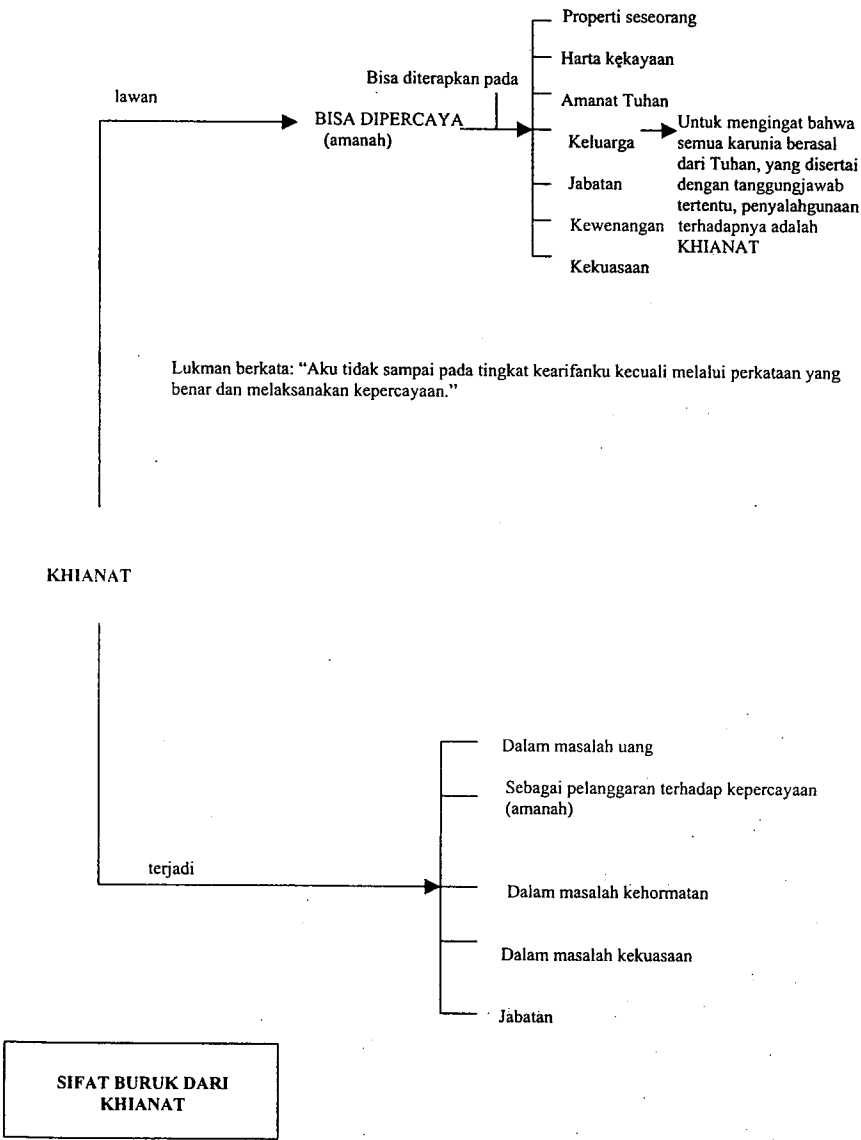 Properti seseorang
Harta kekayaan
Bisa diterapkan pada
lawan
Amanat Tuhan
BISA DIPERCAYA
(amanah)
Keluarga
Jabatan
Kewenangan
Kekuasaan
Untuk mengingat bahwa
semua karunia berasal
dari Tuhan, yang disertai
dengan tanggungjawab
tertentu, penyalahgunaan
terhadapnya adalah
KHIANAT
Lukman berkata: “Aku tidak sampai pada tingkat kearifanku kecuali melalui perkataan yang
benar dan melaksanakan kepercayaan.”
KHIANAT
terjadi
Dalam masalah uang
Sebagai pelanggaran terhadap kepercayaan
(amanah)
Dalam masalah kehormatan
Dalam masalah kekuasaan
Jabatan
SIFAT BURUK DARI
KHIANAT